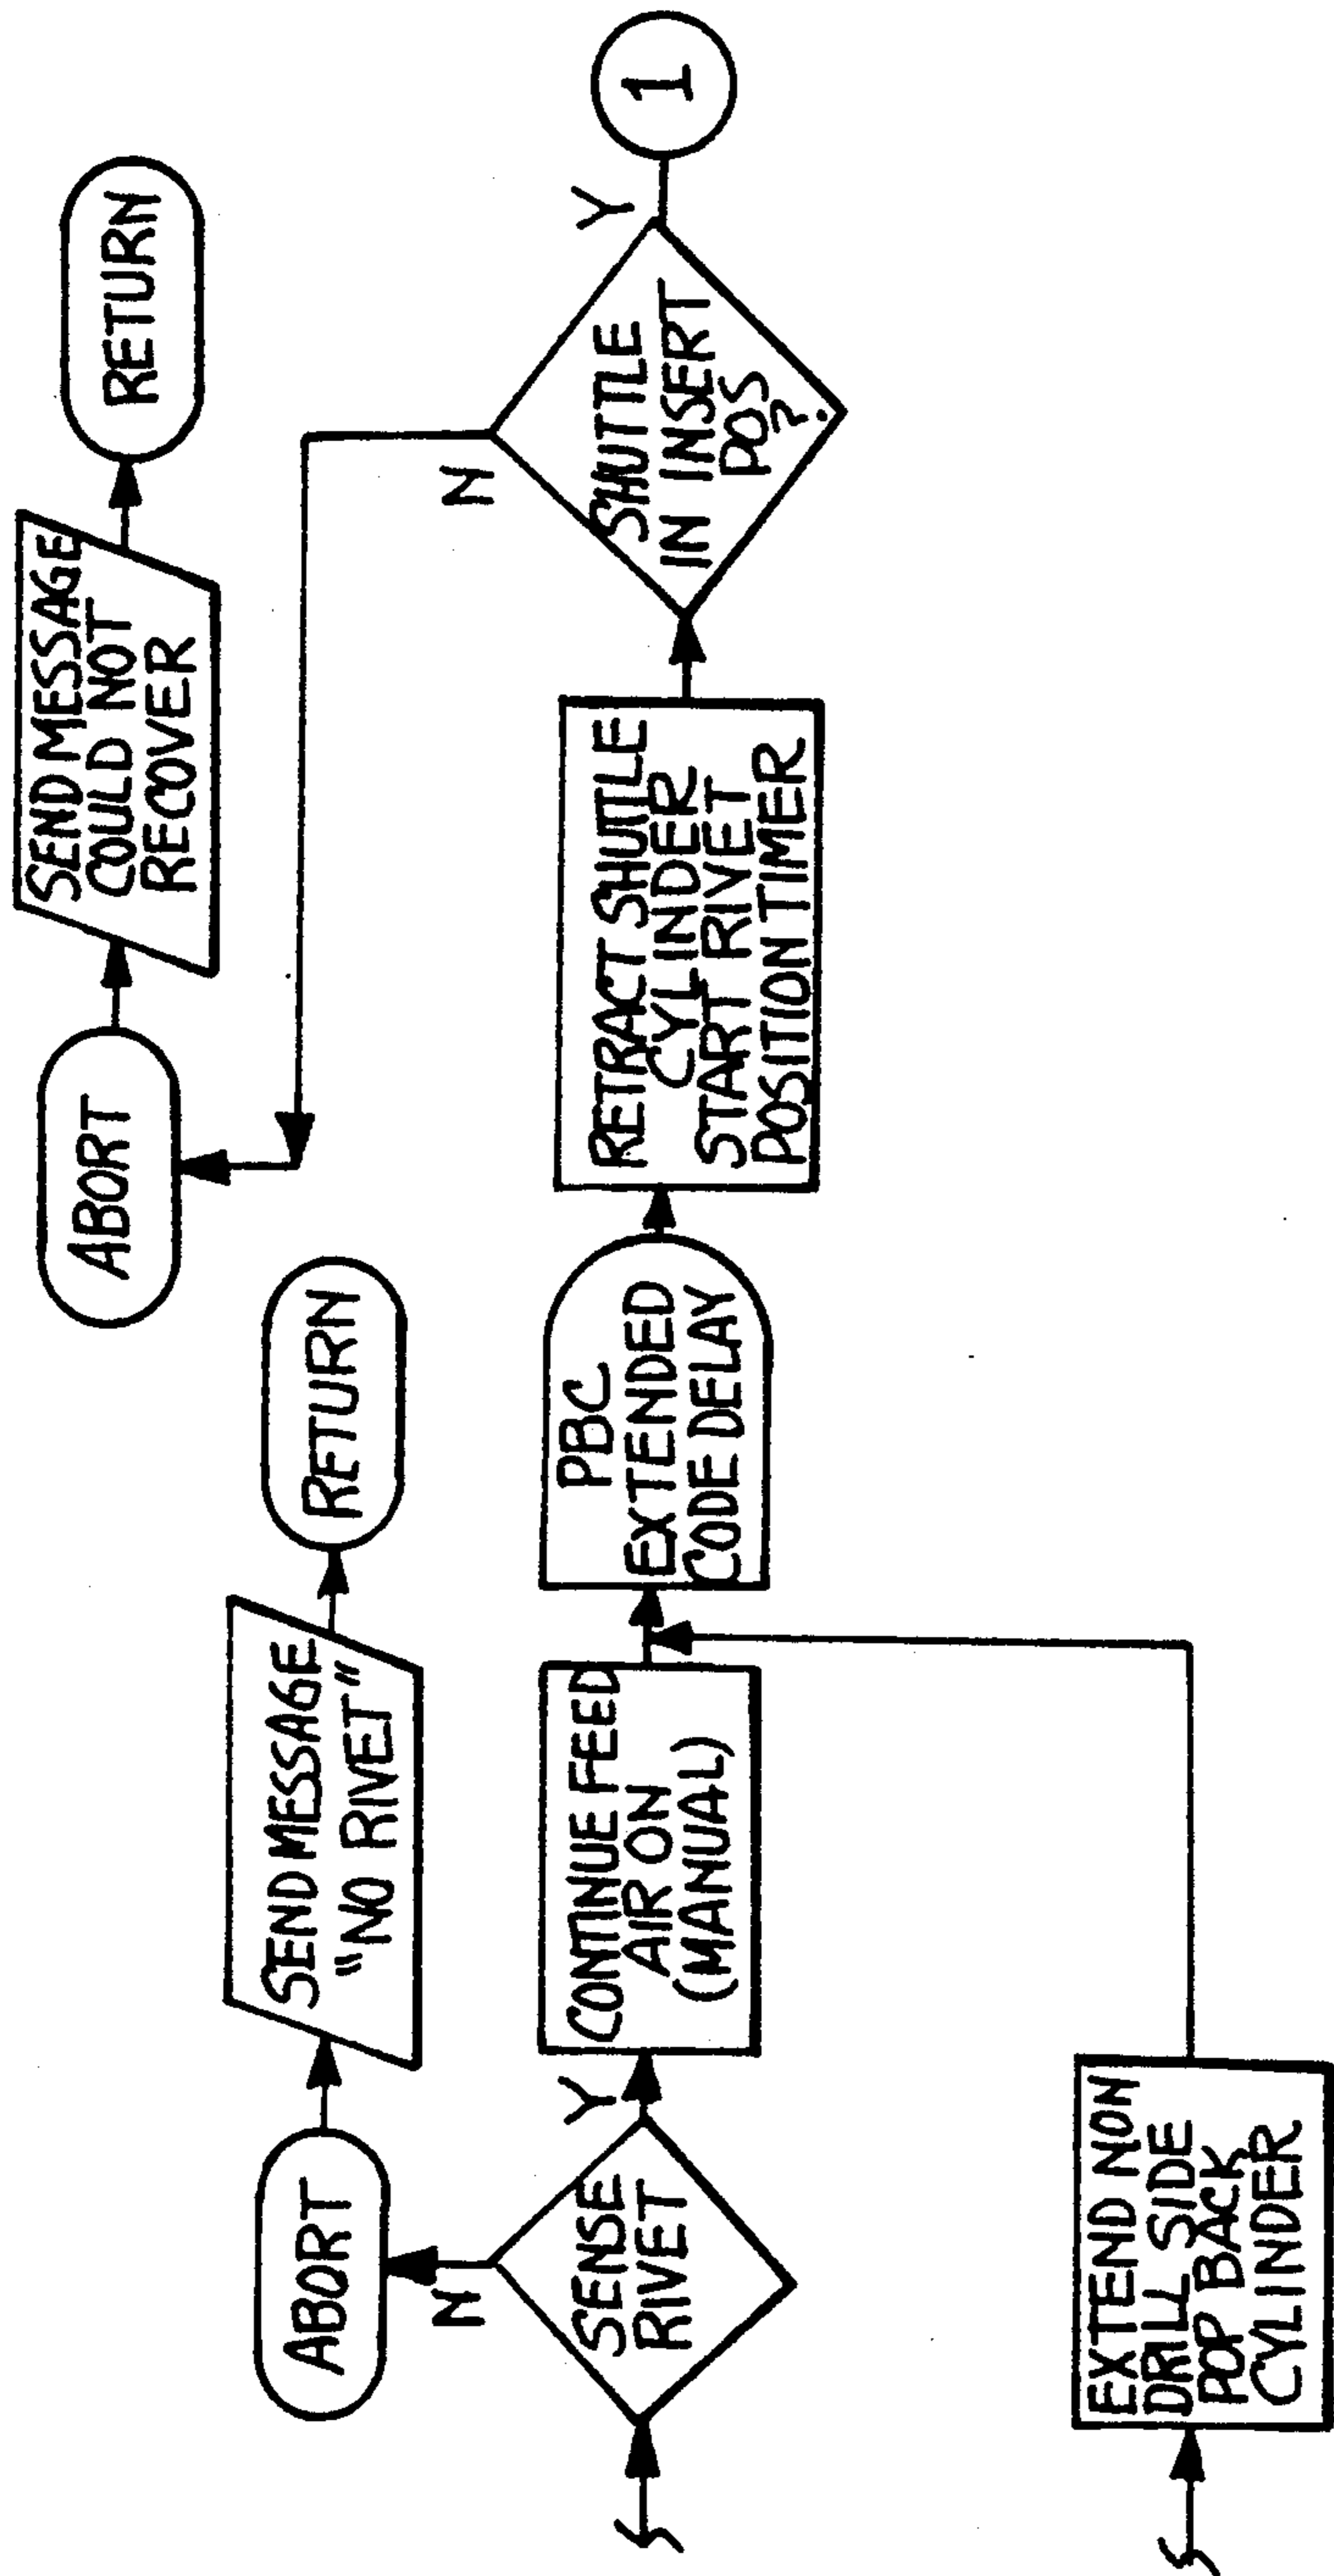 SENSE
RIVET
N
Y
ABORT
SEND MESSAGE
"NO RIVET"
RETURN
CONTINUE FEED
AIR ON
(MANUAL)
EXTEND NON
DRILL SIDE
POP BACK
CYLINDER
PBC
EXTENDED
CODE DELAY
RETRACT SHUTTLE
CYLINDER
START RIVET
POSITION TIMER
SHUTTLE
IN INSERT
POS
?
N
Y
1
ABORT
SEND MESSAGE
COULD NOT
RECOVER
RETURN